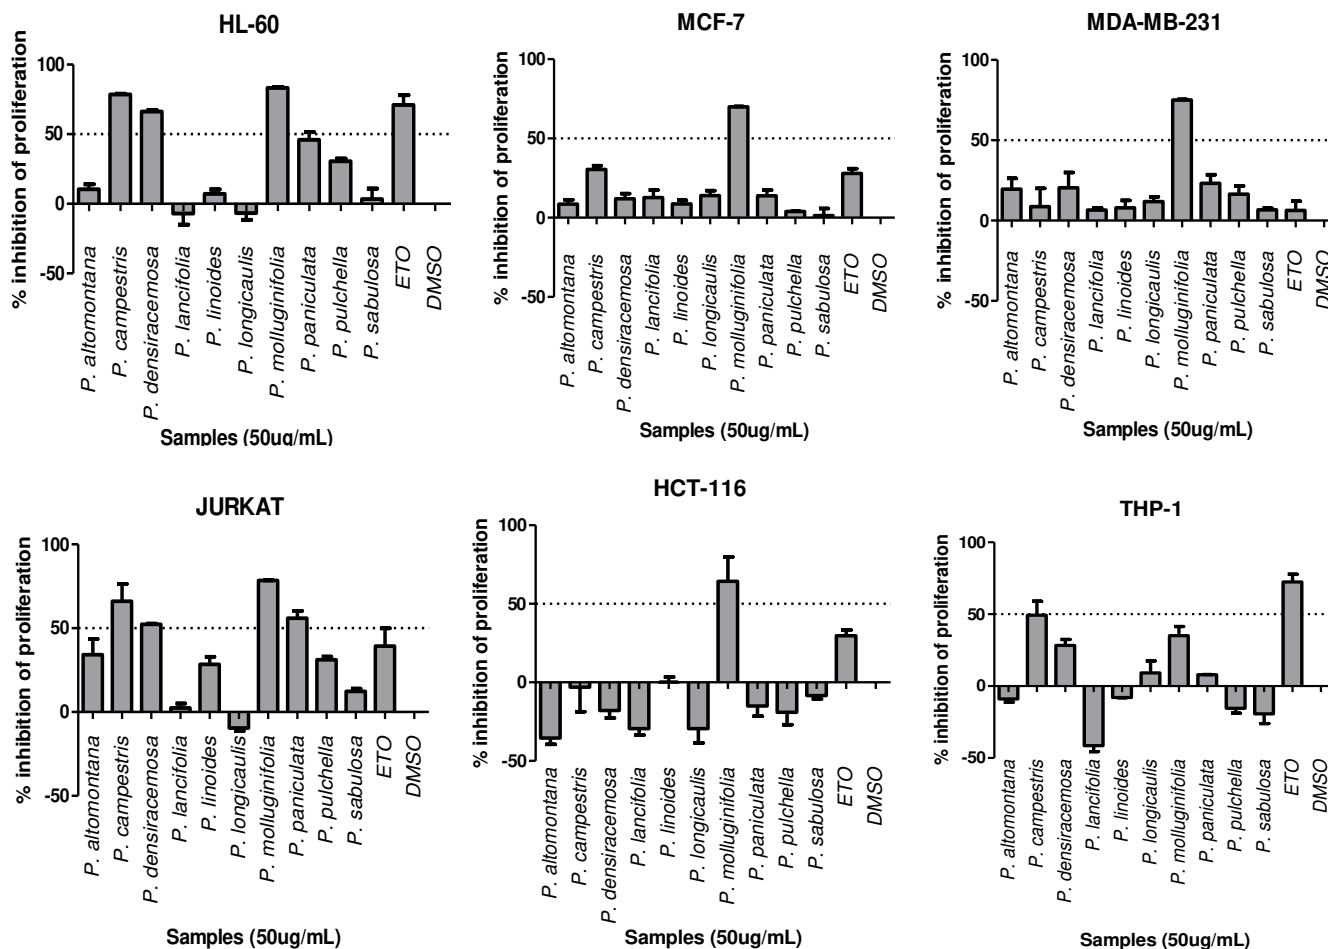 HL-60
% inhibition of proliferation
100
50
0
-50
P. altomontana
P. campestris
P. densiracemosa
P. lancifolia
P. linoides
P. longicaulis
P. molluginifolia
P. paniculata
P. pulchella
P. sabulosa
ETO
DMSO
Samples (50ug/mL)
MCF-7
% inhibition of proliferation
100
50
0
-50
P. altomontana
P. campestris
P. densiracemosa
P. lancifolia
P. linoides
P. longicaulis
P. molluginifolia
P. paniculata
P. pulchella
P. sabulosa
ETO
DMSO
Samples (50ug/mL)
MDA-MB-231
% inhibition of proliferation
100
50
0
-50
P. altomontana
P. campestris
P. densiracemosa
P. lancifolia
P. linoides
P. longicaulis
P. molluginifolia
P. paniculata
P. pulchella
P. sabulosa
ETO
DMSO
Samples (50ug/mL)
JURKAT
% inhibition of proliferation
100
50
0
-50
P. altomontana
P. campestris
P. densiracemosa
P. lancifolia
P. linoides
P. longicaulis
P. molluginifolia
P. paniculata
P. pulchella
P. sabulosa
ETO
DMSO
Samples (50ug/mL)
HCT-116
% inhibition of proliferation
100
50
0
-50
P. altomontana
P. campestris
P. densiracemosa
P. lancifolia
P. linoides
P. longicaulis
P. molluginifolia
P. paniculata
P. pulchella
P. sabulosa
ETO
DMSO
Samples (50ug/mL)
THP-1
% inhibition of proliferation
100
50
0
-50
P. altomontana
P. campestris
P. densiracemosa
P. lancifolia
P. linoides
P. longicaulis
P. molluginifolia
P. paniculata
P. pulchella
P. sabulosa
ETO
DMSO
Samples (50ug/mL)